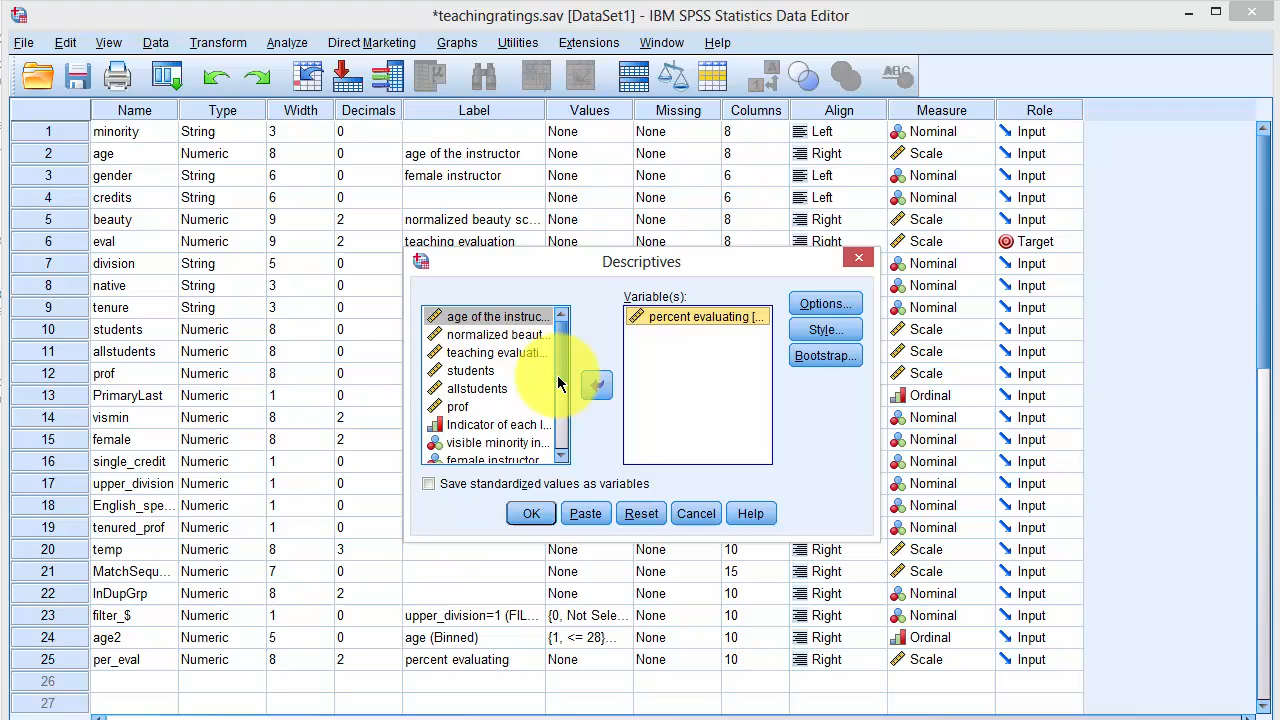 *teachingratings.sav [DataSet1] - IBM SPSS Statistics Data Editor
File Edit View Data Transform Analyze Direct Marketing Graphs Utilities Extensions Window Help
Name Type Width Decimals Label Values Missing Columns Align Measure Role
1 minority String 3 0 None None 8 Left Nominal Input
2 age Numeric 8 0 age of the instructor None None 8 Right Scale Input
3 gender String 6 0 female instructor None None 6 Left Nominal Input
4 credits String 6 0 None None 6 Left Nominal Input
5 beauty Numeric 9 2 normalized beauty sc... None None 8 Right Scale Input
6 eval Numeric 9 2 teaching evaluation None None 8 Right Scale Target
7 division String 5 0 Nominal Input
8 native String 3 0 Nominal Input
9 tenure String 3 0 Nominal Input
10 students Numeric 8 0 Scale Input
11 allstudents Numeric 8 0 Scale Input
12 prof Numeric 8 0 Scale Input
13 PrimaryLast Numeric 1 0 Ordinal Input
14 vismin Numeric 8 2 Nominal Input
15 female Numeric 8 2 Nominal Input
16 single_credit Numeric 1 0 Nominal Input
17 upper_division Numeric 1 0 Nominal Input
18 English_spe... Numeric 1 0 Nominal Input
19 tenured_prof Numeric 1 0 Nominal Input
20 temp Numeric 8 3 None None 10 Right Scale Input
21 MatchSequ... Numeric 7 0 None None 15 Right Scale Input
22 InDupGrp Numeric 8 2 None None 10 Right Nominal Input
23 filter_$ Numeric 1 0 upper_division=1 (FIL... {0, Not Sele... None 10 Right Nominal Input
24 age2 Numeric 5 0 age (Binned) {1, <= 28}... None 10 Right Ordinal Input
25 per_eval Numeric 8 2 percent evaluating None None 10 Right Scale Input
26
27
Descriptives
Variable(s):
age of the instruc...
normalized beaut...
teaching evaluati...
students
allstudents
prof
Indicator of each l...
visible minority in...
female instructor
percent evaluating [...
Options...
Style...
Bootstrap...
Save standardized values as variables
OK Paste Reset Cancel Help